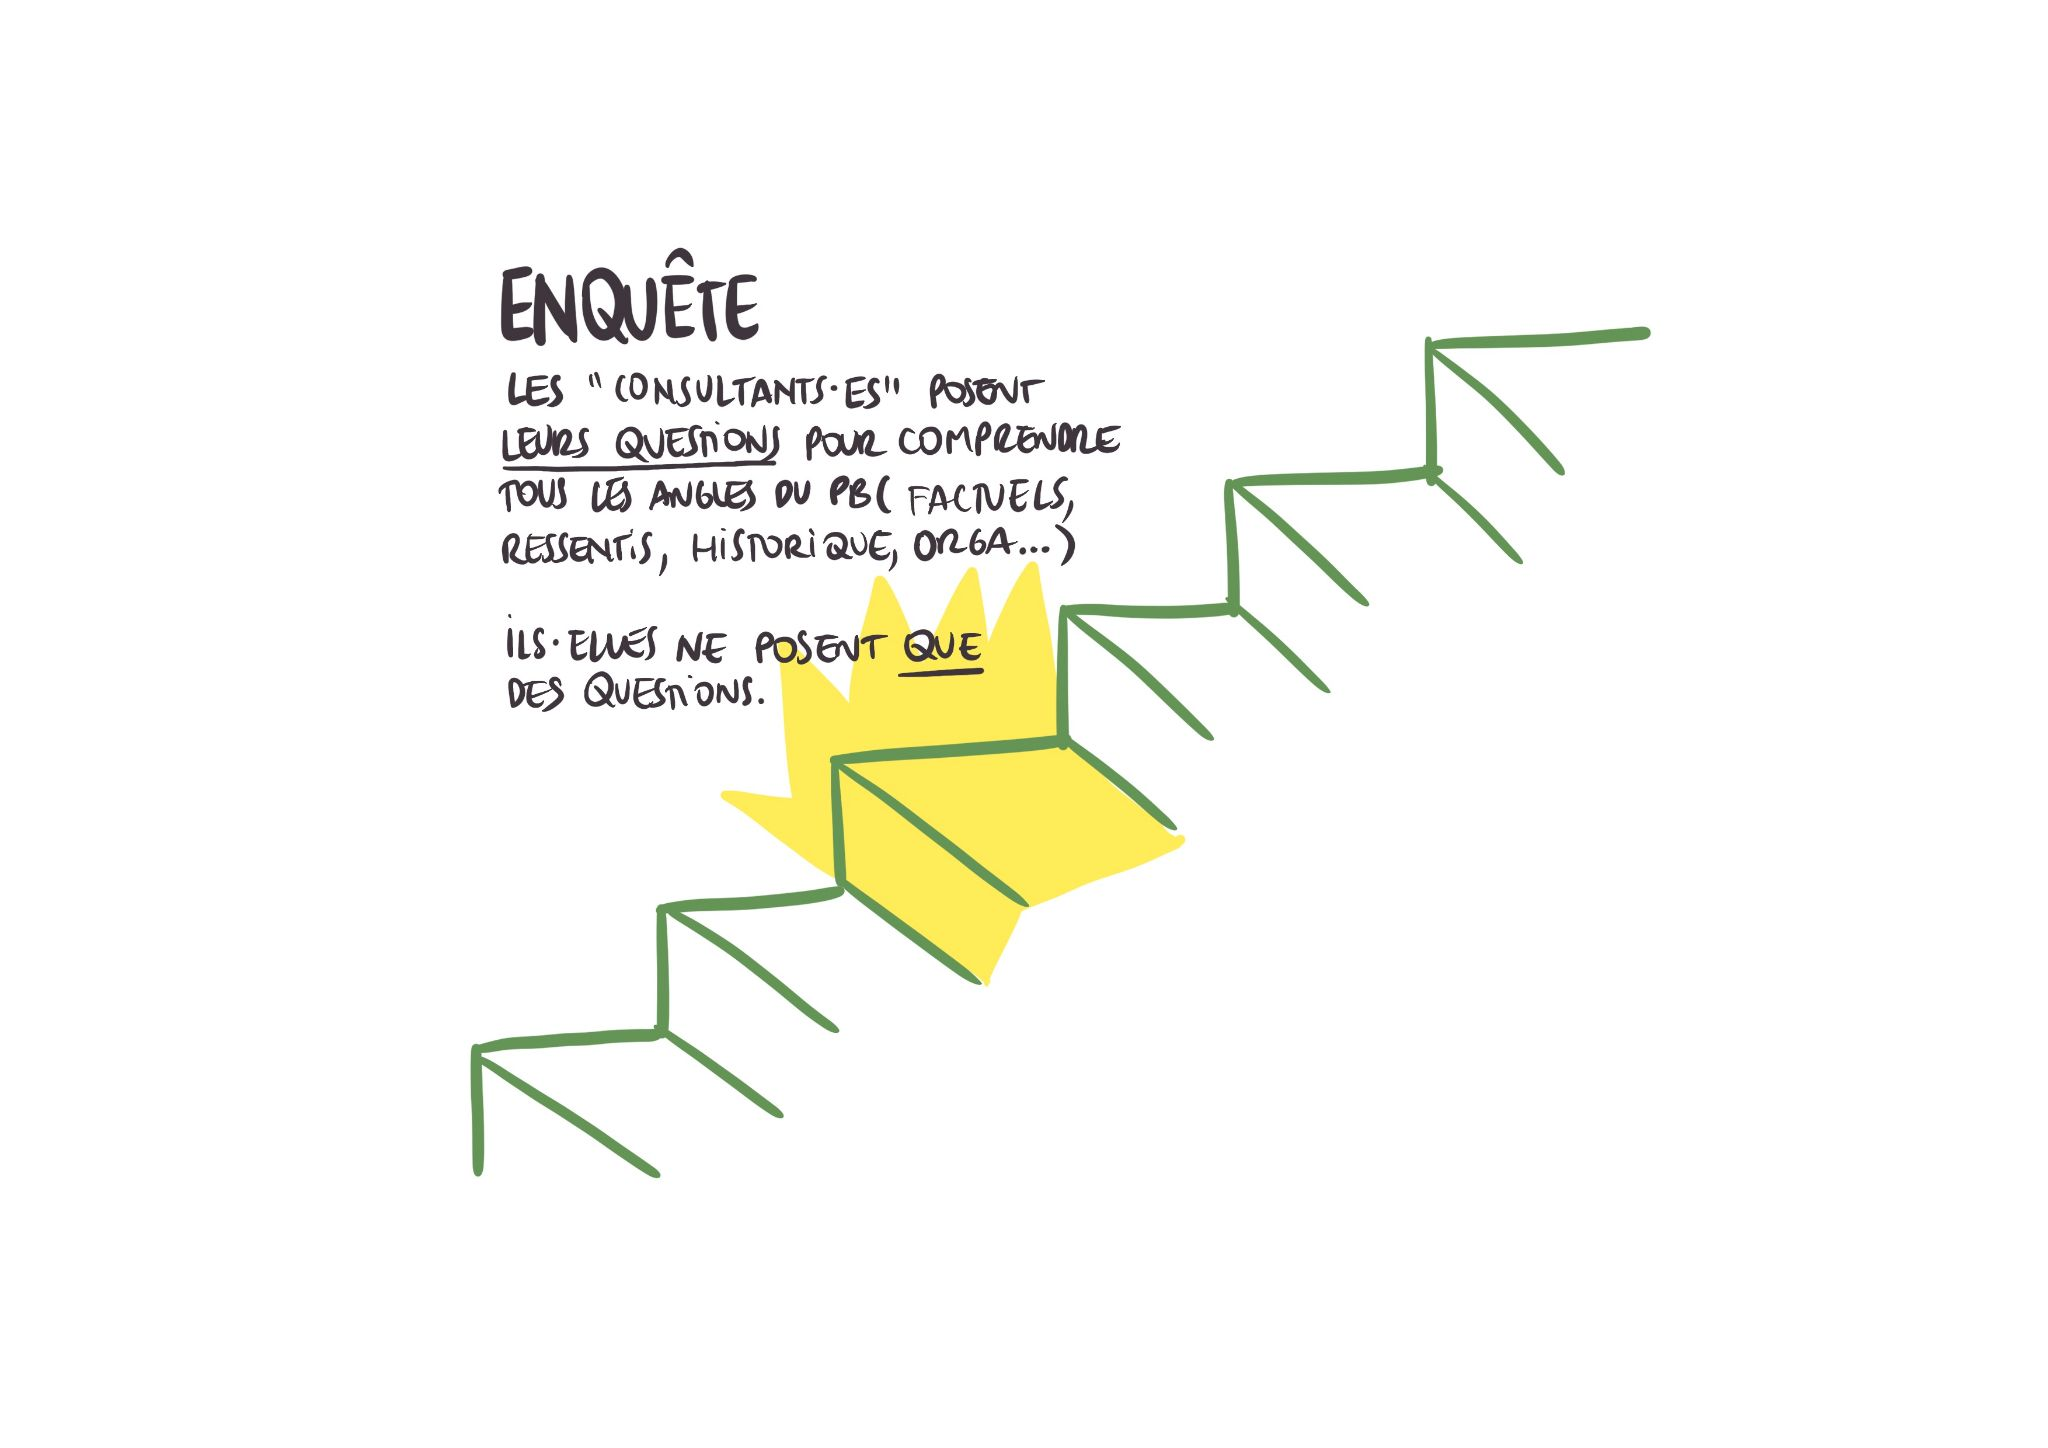 ENQUÊTE
LES "CONSULTANTS·ES" POSENT
LEURS QUESTIONS POUR COMPRENDRE
TOUS LES ANGLES DU PB ( FACTUELS,
RESSENTIS, HISTORIQUE, ORGA...)
ILS·ELLES NE POSENT QUE
DES QUESTIONS.